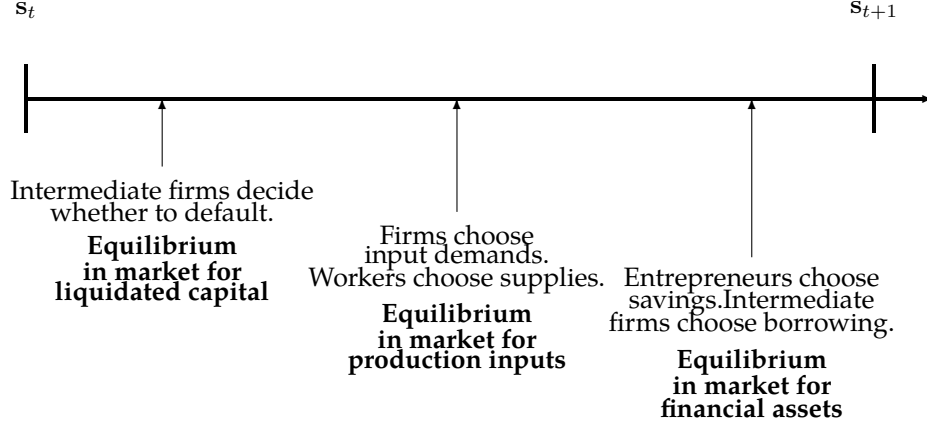 s_t
s_{t+1}
Intermediate firms decide
whether to default.
Equilibrium
in market for
liquidated capital
Firms choose
input demands.
Workers choose supplies.
Equilibrium
in market for
production inputs
Entrepreneurs choose
savings.Intermediate
firms choose borrowing.
Equilibrium
in market for
financial assets